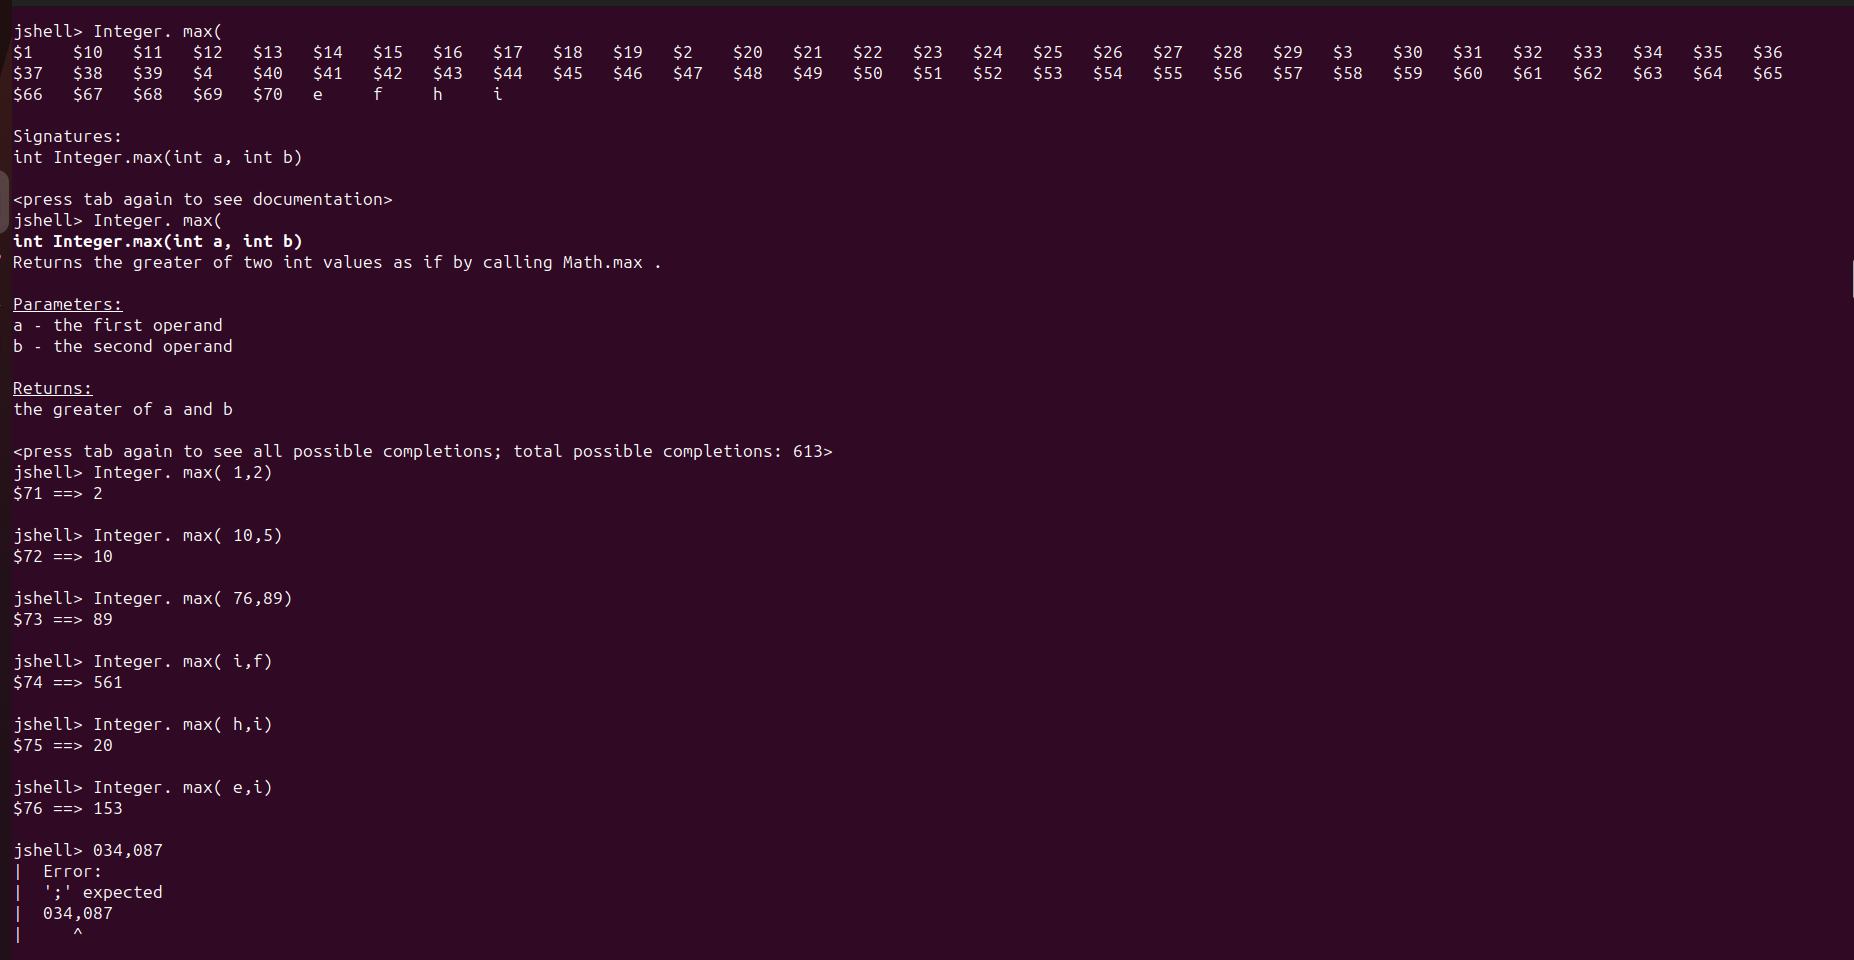 jshell> Integer. max(
$1    $10   $11   $12   $13   $14   $15   $16   $17   $18   $19   $2    $20   $21   $22   $23   $24   $25   $26   $27   $28   $29   $3    $30   $31   $32   $33   $34   $35   $36
$37   $38   $39   $4    $40   $41   $42   $43   $44   $45   $46   $47   $48   $49   $50   $51   $52   $53   $54   $55   $56   $57   $58   $59   $60   $61   $62   $63   $64   $65
$66   $67   $68   $69   $70   e     f     h     i
Signatures:
int Integer.max(int a, int b)
<press tab again to see documentation>
jshell> Integer. max(
int Integer.max(int a, int b)
Returns the greater of two int values as if by calling Math.max .
Parameters:
a - the first operand
b - the second operand
Returns:
the greater of a and b
<press tab again to see all possible completions; total possible completions: 613>
jshell> Integer. max( 1,2)
$71 ==> 2
jshell> Integer. max( 10,5)
$72 ==> 10
jshell> Integer. max( 76,89)
$73 ==> 89
jshell> Integer. max( i,f)
$74 ==> 561
jshell> Integer. max( h,i)
$75 ==> 20
jshell> Integer. max( e,i)
$76 ==> 153
jshell> 034,087
|  Error:
|  ';' expected
|  034,087
|     ^